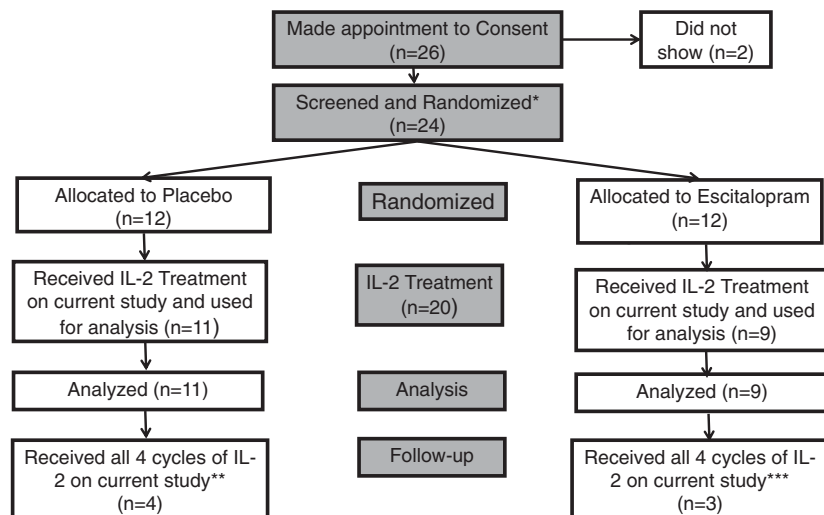 Made appointment to Consent
(n=26)
Did not
show (n=2)
Screened and Randomized*
(n=24)
Allocated to Placebo
(n=12)
Randomized
Allocated to Escitalopram
(n=12)
Received IL-2 Treatment
on current study and used
for analysis (n=11)
IL-2 Treatment
(n=20)
Received IL-2 Treatment
on current study and used
for analysis (n=9)
Analyzed (n=11)
Analysis
Analyzed (n=9)
Received all 4 cycles of IL-
2 on current study**
(n=4)
Follow-up
Received all 4 cycles of IL-
2 on current study***
(n=3)